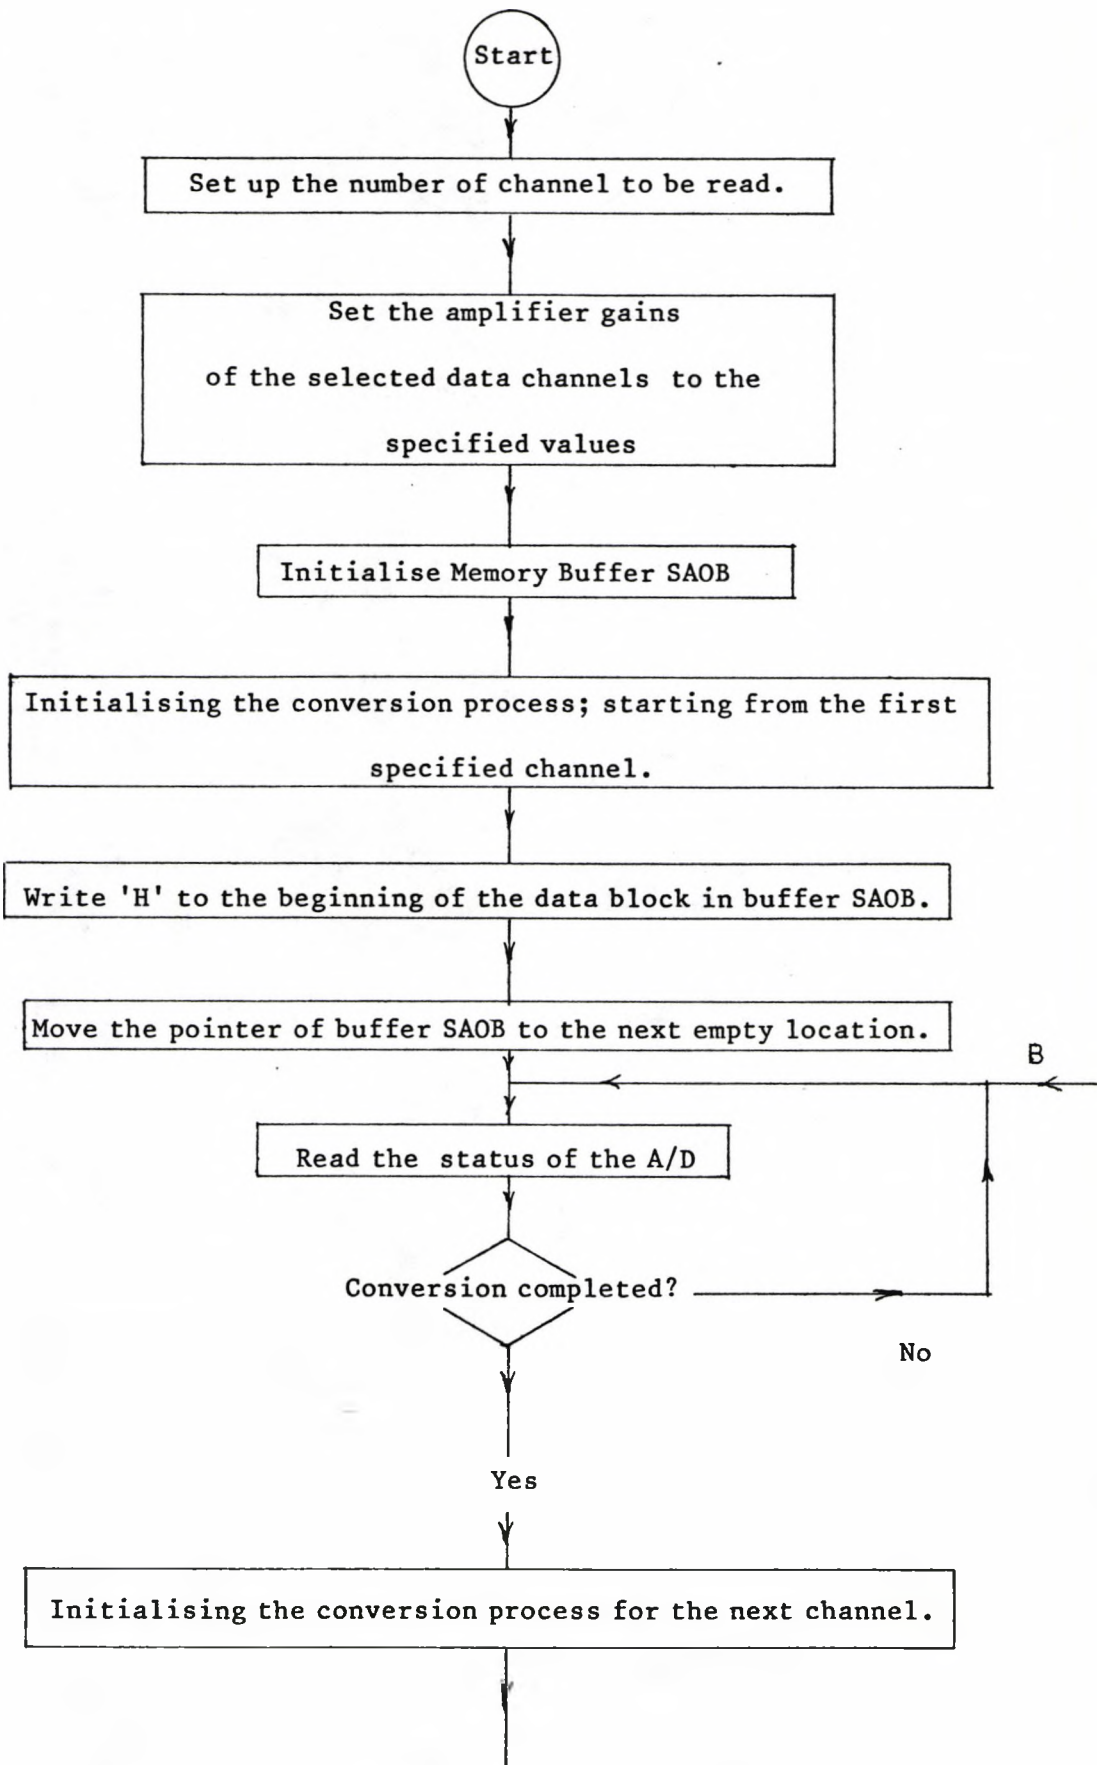 Start
Set up the number of channel to be read.
Set the amplifier gains
of the selected data channels to the
specified values
Initialise Memory Buffer SAOB
Initialising the conversion process; starting from the first
specified channel.
Write 'H' to the beginning of the data block in buffer SAOB.
Move the pointer of buffer SAOB to the next empty location.
B
Read the status of the A/D
Conversion completed?
No
Yes
Initialising the conversion process for the next channel.